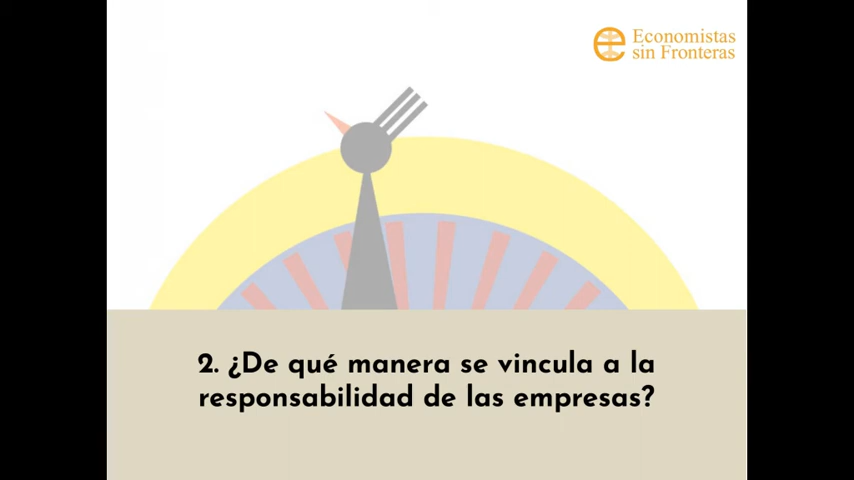 Economistas
sin Fronteras
2. ¿De qué manera se vincula a la
responsabilidad de las empresas?